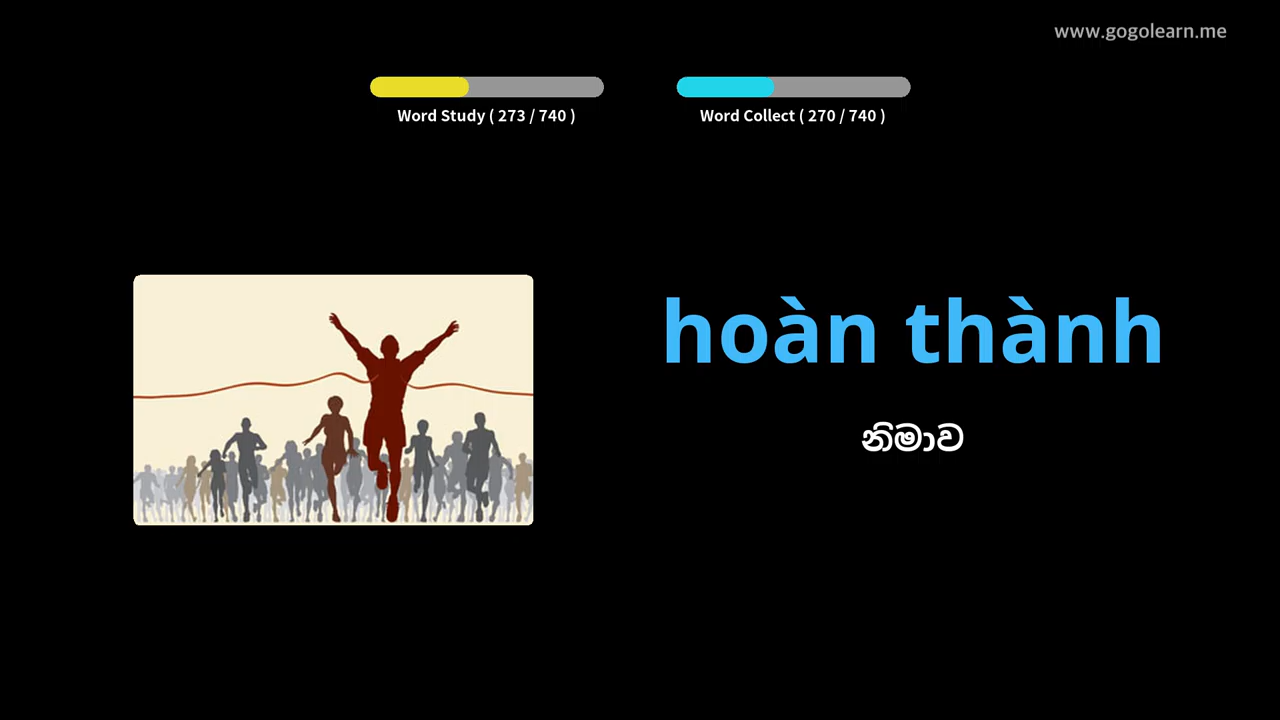 www.gogolearn.me
Word Study ( 273 / 740 )
Word Collect ( 270 / 740 )
hoàn thành
නිමාව